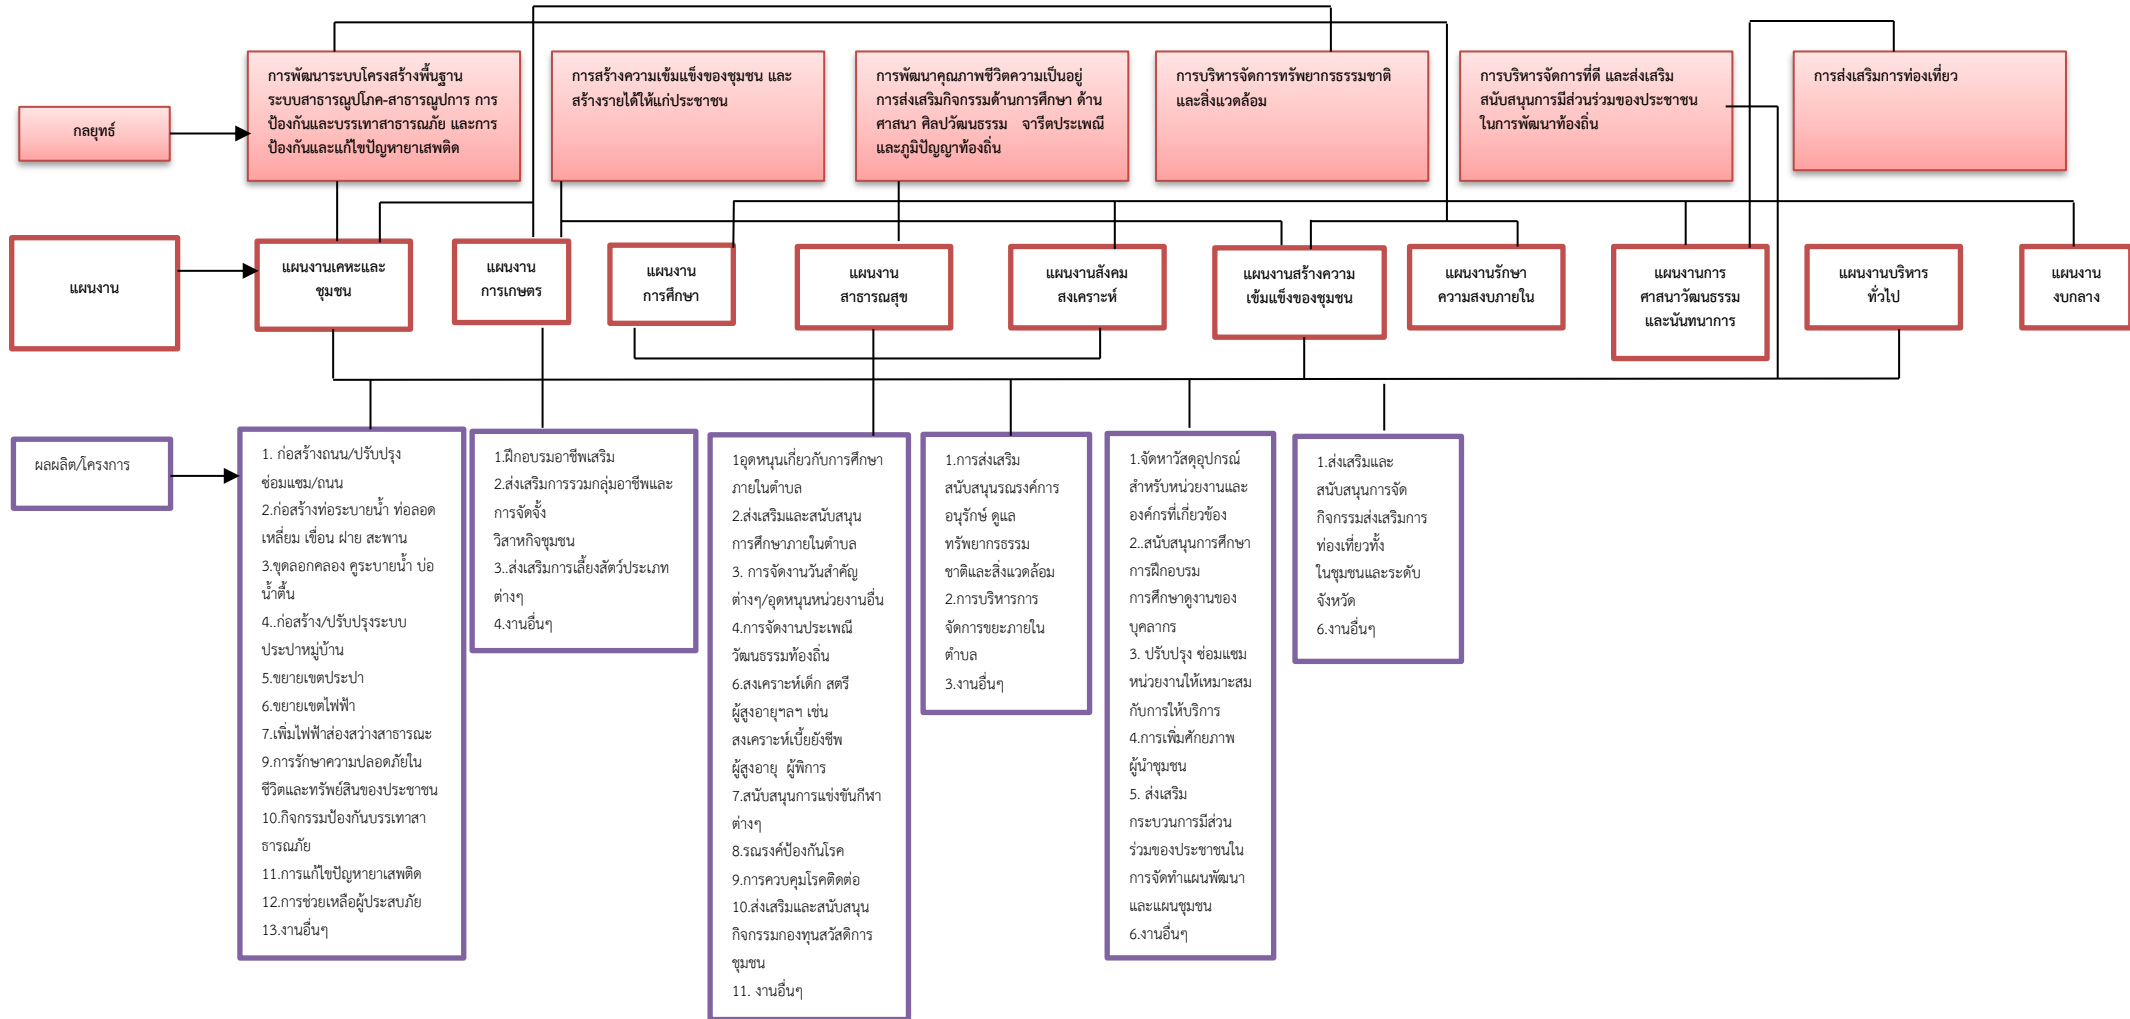 กลยุทธ์
การพัฒนาระบบโครงสร้างพื้นฐาน
ระบบสาธารณูปโภค-สาธารณูปการ การ
ป้องกันและบรรเทาสาธารณภัย และการ
ป้องกันและแก้ไขปัญหายาเสพติด
การสร้างความเข้มแข็งของชุมชน และ
สร้างรายได้ให้แก่ประชาชน
การพัฒนาคุณภาพชีวิตความเป็นอยู่
การส่งเสริมกิจกรรมด้านการศึกษา ด้าน
ศาสนา ศิลปวัฒนธรรม จารีตประเพณี
และภูมิปัญญาท้องถิ่น
การบริหารจัดการทรัพยากรธรรมชาติ
และสิ่งแวดล้อม
การบริหารจัดการที่ดี และส่งเสริม
สนับสนุนการมีส่วนร่วมของประชาชน
ในการพัฒนาท้องถิ่น
การส่งเสริมการท่องเที่ยว
แผนงาน
แผนงานเคหะและ
ชุมชน
แผนงาน
การเกษตร
แผนงาน
การศึกษา
แผนงาน
สาธารณสุข
แผนงานสังคม
สงเคราะห์
แผนงานสร้างความ
เข้มแข็งของชุมชน
แผนงานรักษา
ความสงบภายใน
แผนงานการ
ศาสนาวัฒนธรรม
และนันทนาการ
แผนงานบริหาร
ทั่วไป
แผนงาน
งบกลาง
ผลผลิต/โครงการ
1. ก่อสร้างถนน/ปรับปรุง
ซ่อมแซม/ถนน
2.ก่อสร้างท่อระบายน้ำ ท่อลอด
เหลี่ยม เขื่อน ฝาย สะพาน
3.ขุดลอกคลอง คูระบายน้ำ บ่อ
น้ำตื้น
4..ก่อสร้าง/ปรับปรุงระบบ
ประปาหมู่บ้าน
5.ขยายเขตประปา
6.ขยายเขตไฟฟ้า
7.เพิ่มไฟฟ้าส่องสว่างสาธารณะ
9.การรักษาความปลอดภัยใน
ชีวิตและทรัพย์สินของประชาชน
10.กิจกรรมป้องกันบรรเทาสา
ธารณภัย
11.การแก้ไขปัญหายาเสพติด
12.การช่วยเหลือผู้ประสบภัย
13.งานอื่นๆ
1.ฝึกอบรมอาชีพเสริม
2.ส่งเสริมการรวมกลุ่มอาชีพและ
การจัดจั้ง
วิสาหกิจชุมชน
3..ส่งเสริมการเลี้ยงสัตว์ประเภท
ต่างๆ
4.งานอื่นๆ
1อุดหนุนเกี่ยวกับการศึกษา
ภายในตำบล
2.ส่งเสริมและสนับสนุน
การศึกษาภายในตำบล
3. การจัดงานวันสำคัญ
ต่างๆ/อุดหนุนหน่วยงานอื่น
4.การจัดงานประเพณี
วัฒนธรรมท้องถิ่น
6.สงเคราะห์เด็ก สตรี
ผู้สูงอายุฯลฯ เช่น
สงเคราะห์เบี้ยยังชีพ
ผู้สูงอายุ ผู้พิการ
7.สนับสนุนการแข่งขันกีฬา
ต่างๆ
8.รณรงค์ป้องกันโรค
9.การควบคุมโรคติดต่อ
10.ส่งเสริมและสนับสนุน
กิจกรรมกองทุนสวัสดิการ
ชุมชน
11. งานอื่นๆ
1.การส่งเสริม
สนับสนุนรณรงค์การ
อนุรักษ์ ดูแล
ทรัพยากรธรรม
ชาติและสิ่งแวดล้อม
2.การบริหารการ
จัดการขยะภายใน
ตำบล
3.งานอื่นๆ
1.จัดหาวัสดุอุปกรณ์
สำหรับหน่วยงานและ
องค์กรที่เกี่ยวข้อง
2..สนับสนุนการศึกษา
การฝึกอบรม
การศึกษาดูงานของ
บุคลากร
3. ปรับปรุง ซ่อมแซม
หน่วยงานให้เหมาะสม
กับการให้บริการ
4.การเพิ่มศักยภาพ
ผู้นำชุมชน
5. ส่งเสริม
กระบวนการมีส่วน
ร่วมของประชาชนใน
การจัดทำแผนพัฒนา
และแผนชุมชน
6.งานอื่นๆ
1.ส่งเสริมและ
สนับสนุนการจัด
กิจกรรมส่งเสริมการ
ท่องเที่ยวทั้ง
ในชุมชนและระดับ
จังหวัด
6.งานอื่นๆ